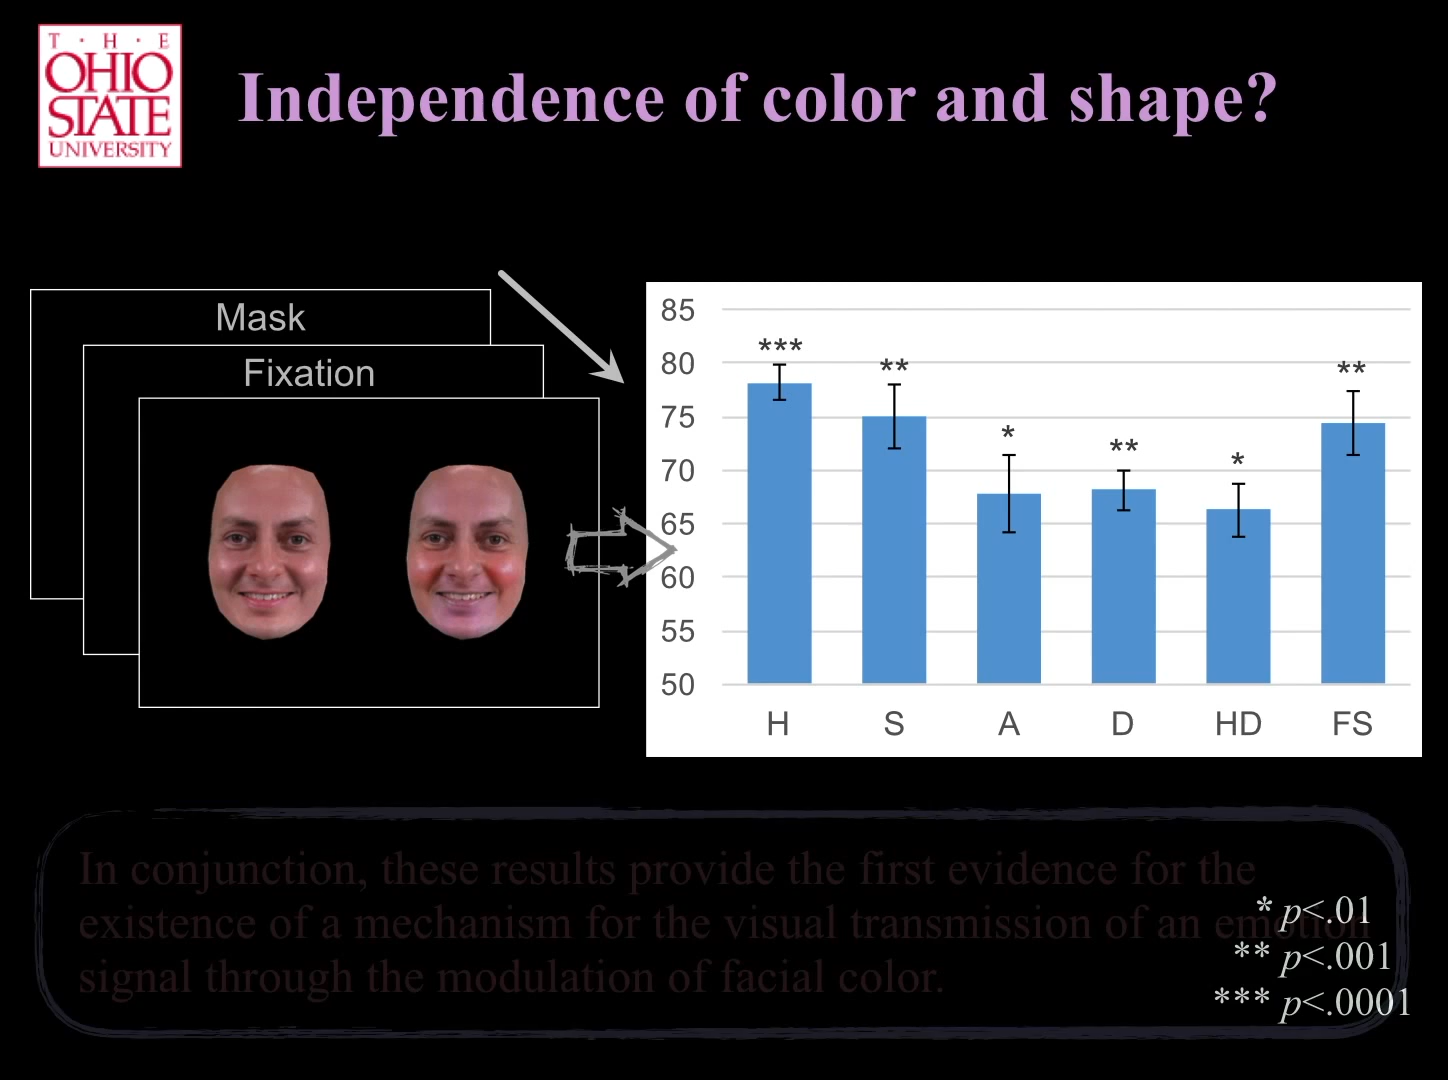 T · H · E
OHIO
STATE
UNIVERSITY
Independence of color and shape?
Mask
Fixation
85
80
75
70
65
60
55
50
***
**
*
**
*
**
H S A D HD FS
In conjunction, these results provide the first evidence for the
existence of a mechanism for the visual transmission of an emotion
signal through the modulation of facial color.
* p<.01
** p<.001
*** p<.0001